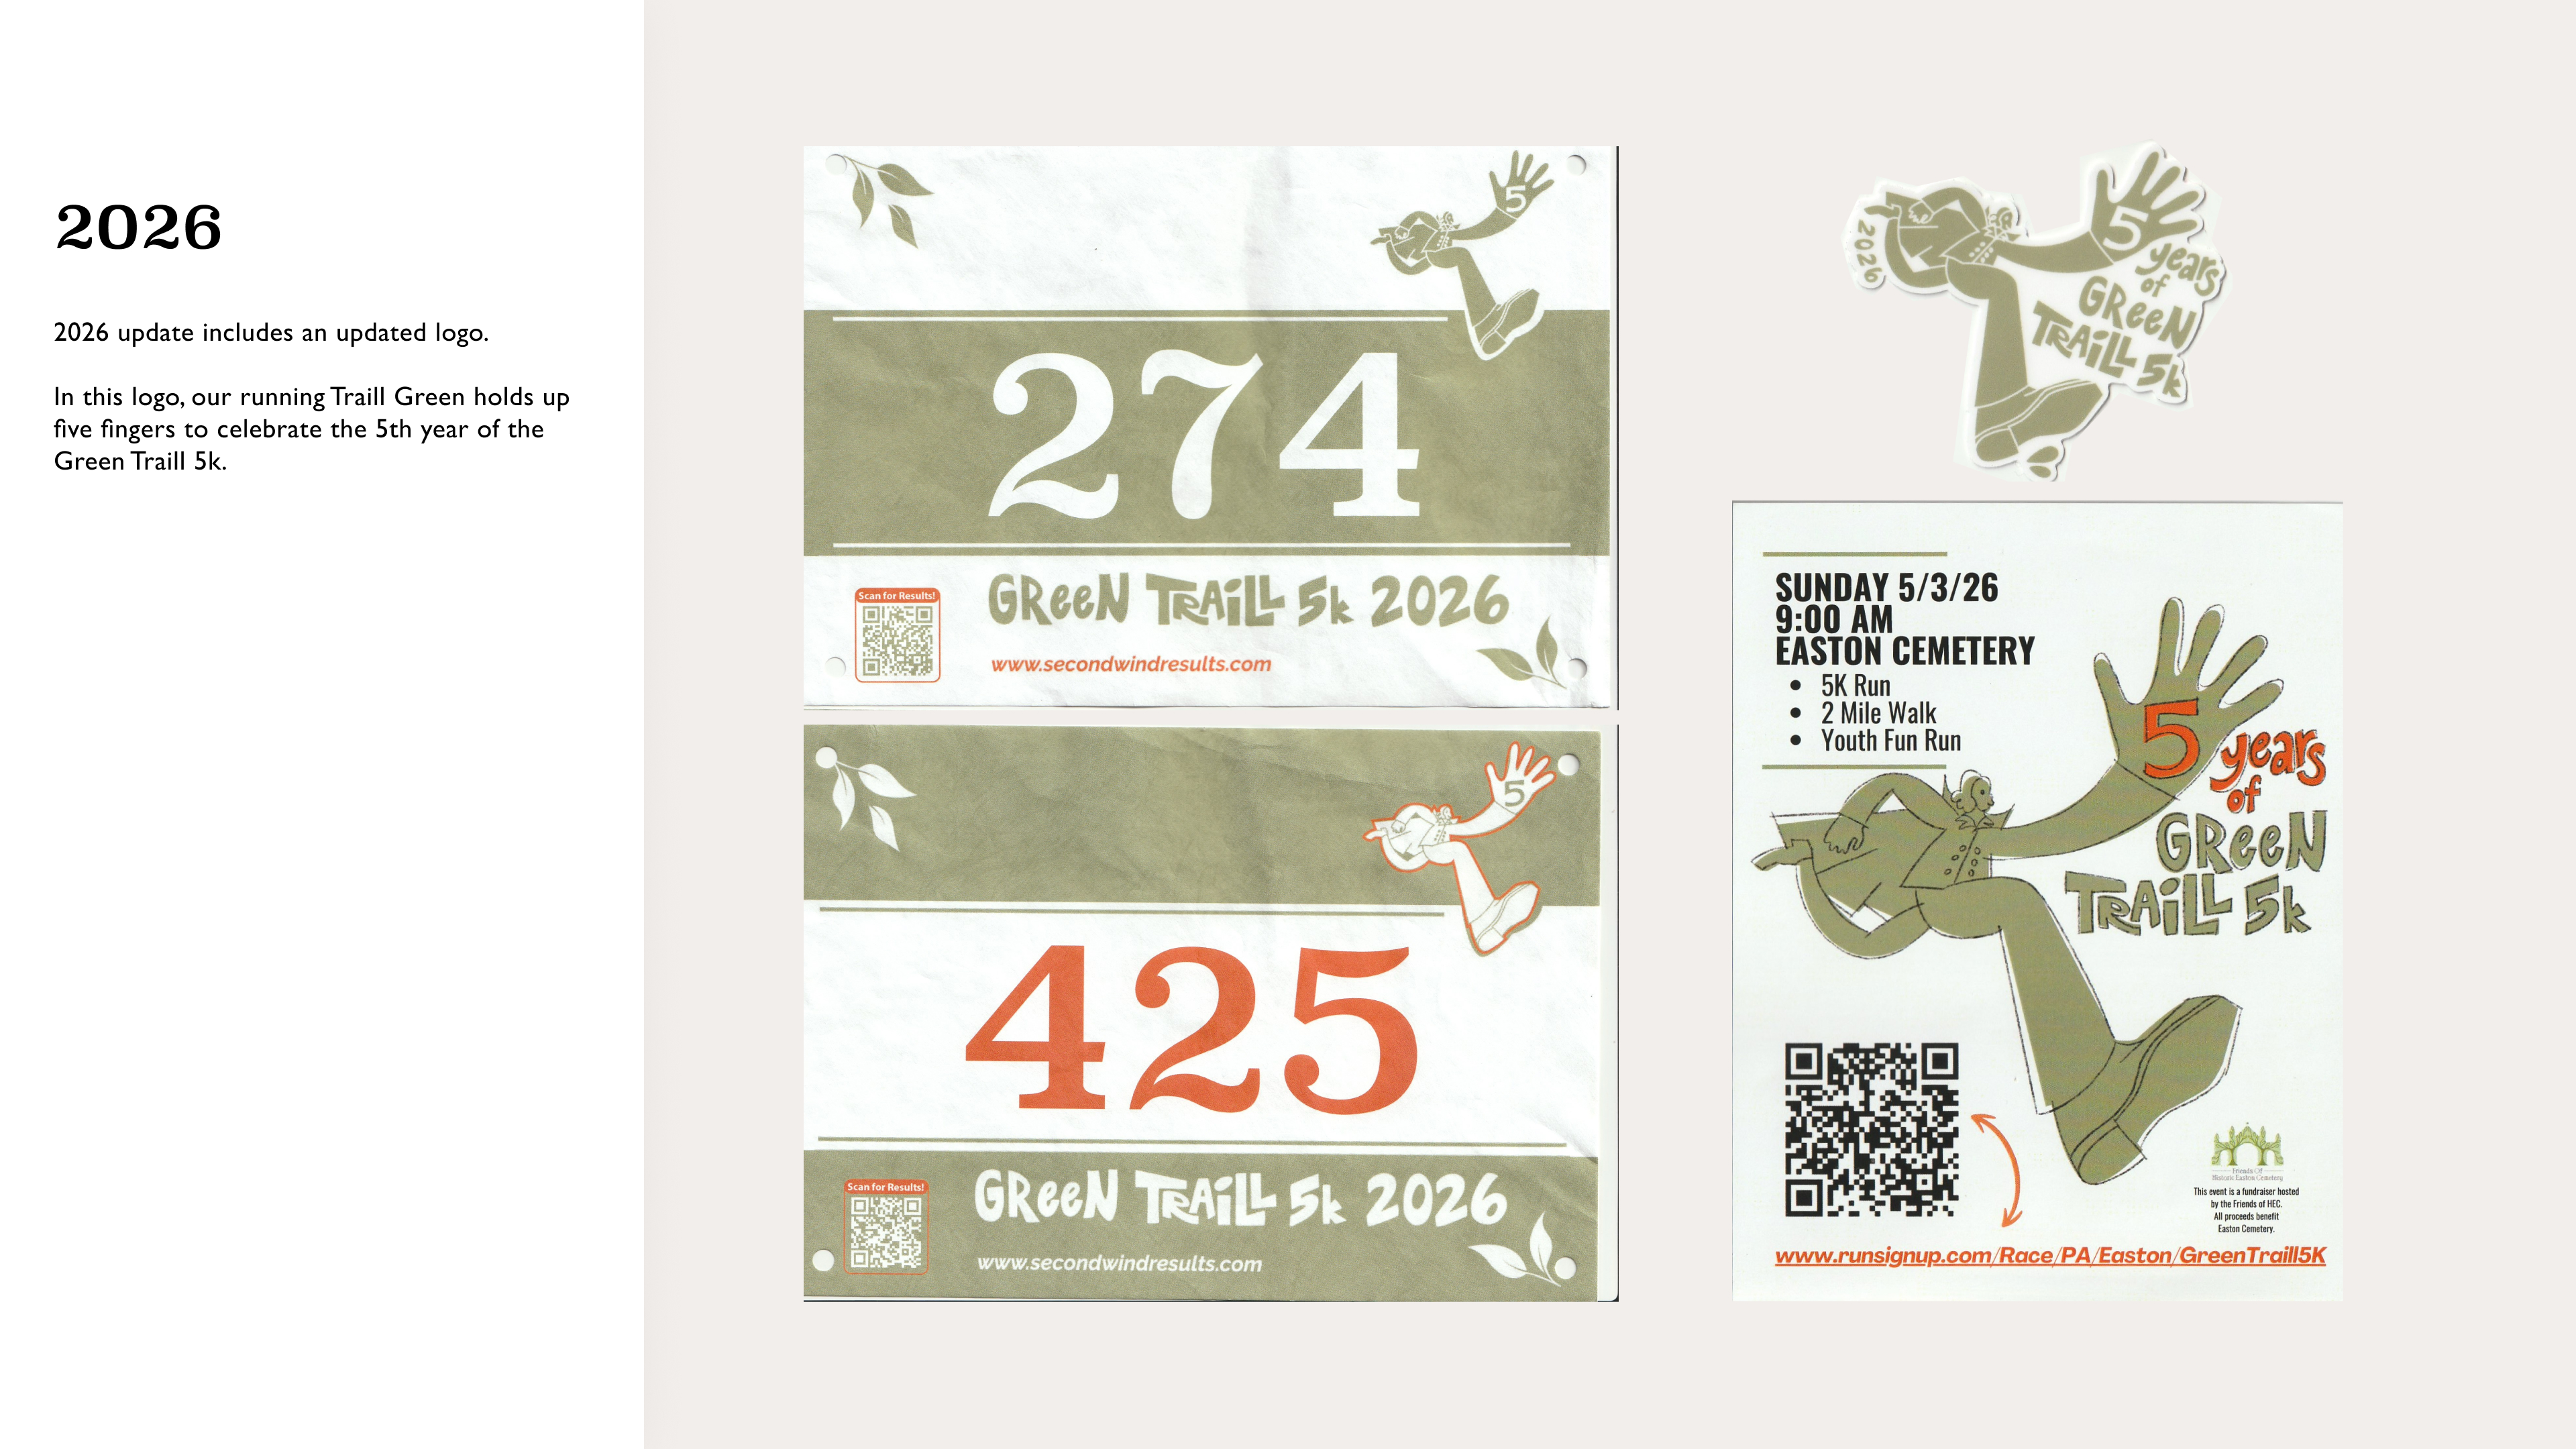 2026
2026 update includes an updated logo.
In this logo, our running Traill Green holds up
five fingers to celebrate the 5th year of the
Green Traill 5k.
5
274
Scan for Results!
GReeN TRAiLL 5k 2026
www.secondwindresults.com
5
425
Scan for Results!
GReeN TRAiLL 5k 2026
www.secondwindresults.com
2026
5
years
of
GReeN
TRAiLL 5k
SUNDAY 5/3/26
9:00 AM
EASTON CEMETERY
• 5K Run
• 2 Mile Walk
• Youth Fun Run
5 years
of
GReeN
TRAiLL 5k
Friends Of
Historic Easton Cemetery
This event is a fundraiser hosted
by the Friends of HEC.
All proceeds benefit
Easton Cemetery.
www.runsignup.com/Race/PA/Easton/GreenTraill5K